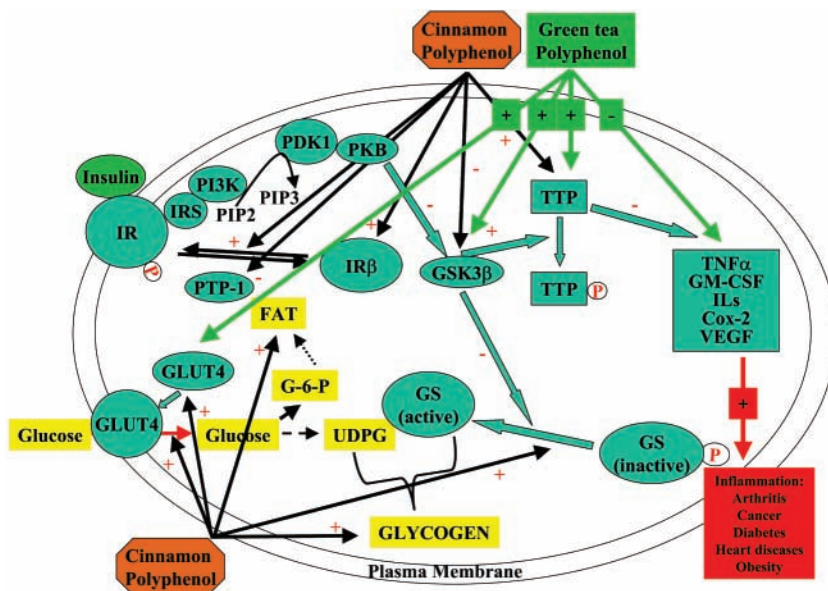 Cinnamon
Polyphenol
Green tea
Polyphenol
+
+
+
-
+
PDK1
PKB
Insulin
PI3K
IRS
PIP2
PIP3
IR
P
TTP
-
-
-
+
+
+
IRβ
GSK3β
PTP-1
-
TTP
P
TNFα
GM-CSF
ILs
Cox-2
VEGF
FAT
+
GLUT4
G-6-P
-
+
GS
(active)
Glucose
GLUT4
Glucose
UDPG
+
+
GS
(inactive)
P
+
Inflammation:
Arthritis
Cancer
Diabetes
Heart diseases
Obesity
+
GLYCOGEN
Cinnamon
Polyphenol
Plasma Membrane